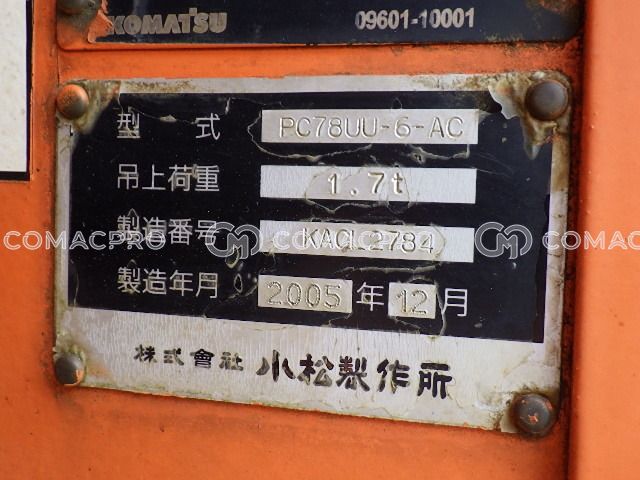 KOMATSU 09601-10001
型式 PC78UU-6-AC
吊上荷重 1.7t
製造番号 KAC1 2784
製造年月 2005年12月
株式會社 小松製作所
COMACPRO COMACPRO COMAC